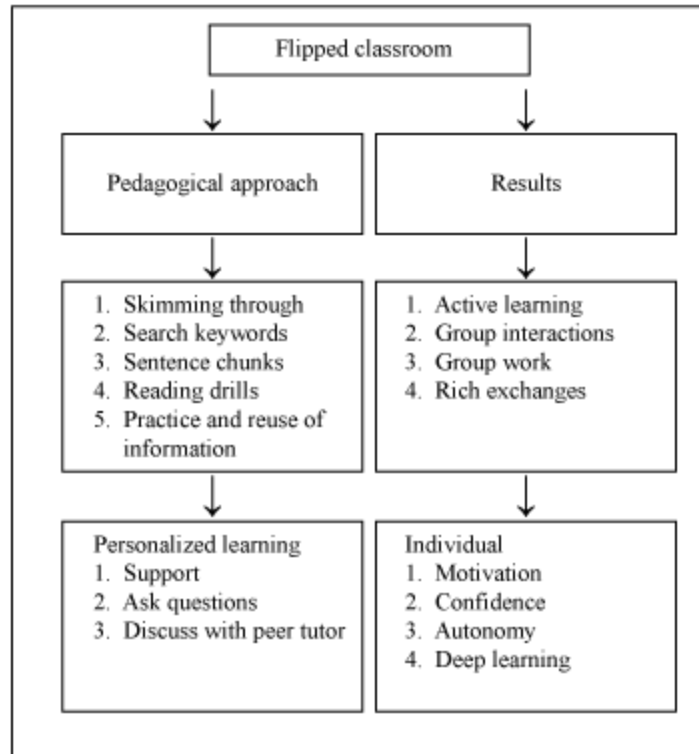 Flipped classroom
Pedagogical approach
Results
1. Skimming through
2. Search keywords
3. Sentence chunks
4. Reading drills
5. Practice and reuse of
information
1. Active learning
2. Group interactions
3. Group work
4. Rich exchanges
Personalized learning
1. Support
2. Ask questions
3. Discuss with peer tutor
Individual
1. Motivation
2. Confidence
3. Autonomy
4. Deep learning